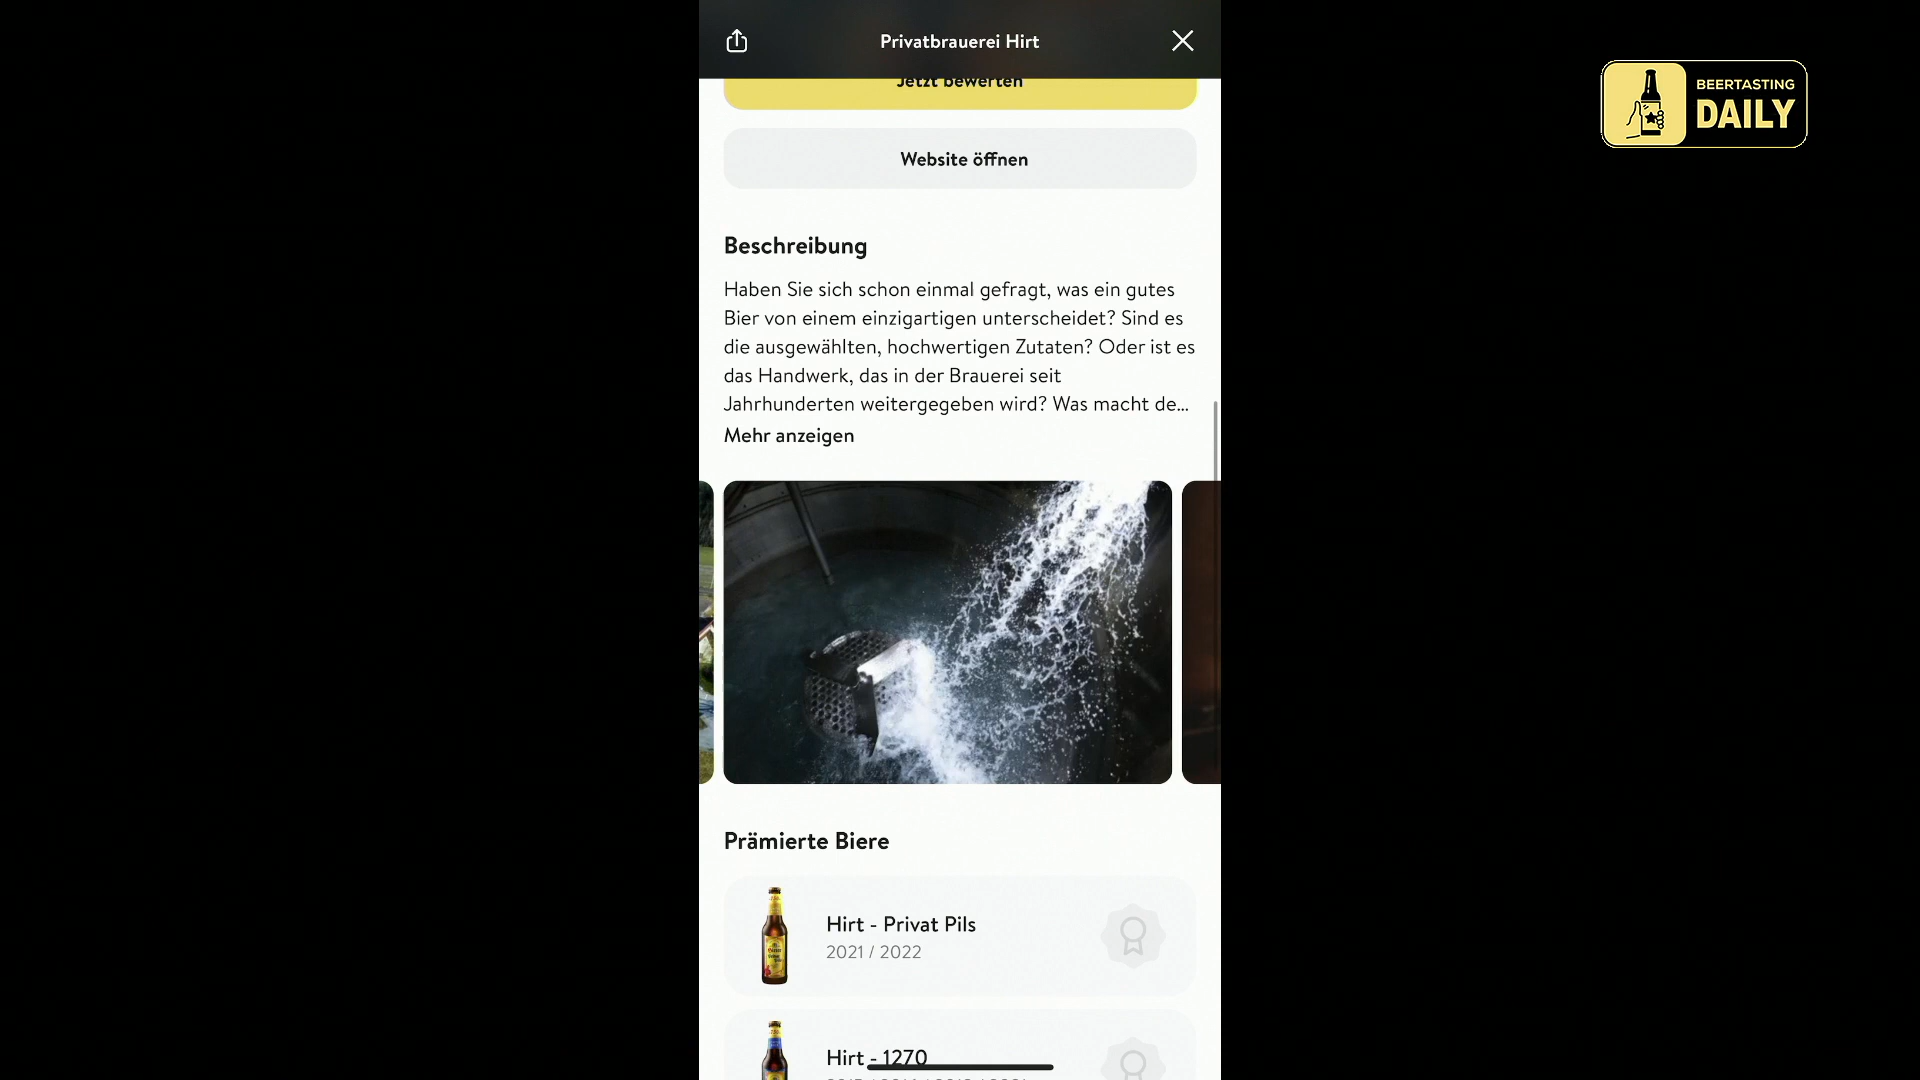 Privatbrauerei Hirt
Jetzt bewerten
BEERTASTING
DAILY
Website öffnen
Beschreibung
Haben Sie sich schon einmal gefragt, was ein gutes
Bier von einem einzigartigen unterscheidet? Sind es
die ausgewählten, hochwertigen Zutaten? Oder ist es
das Handwerk, das in der Brauerei seit
Jahrhunderten weitergegeben wird? Was macht de...
Mehr anzeigen
Prämierte Biere
Hirt - Privat Pils
2021 / 2022
Hirt - 1270